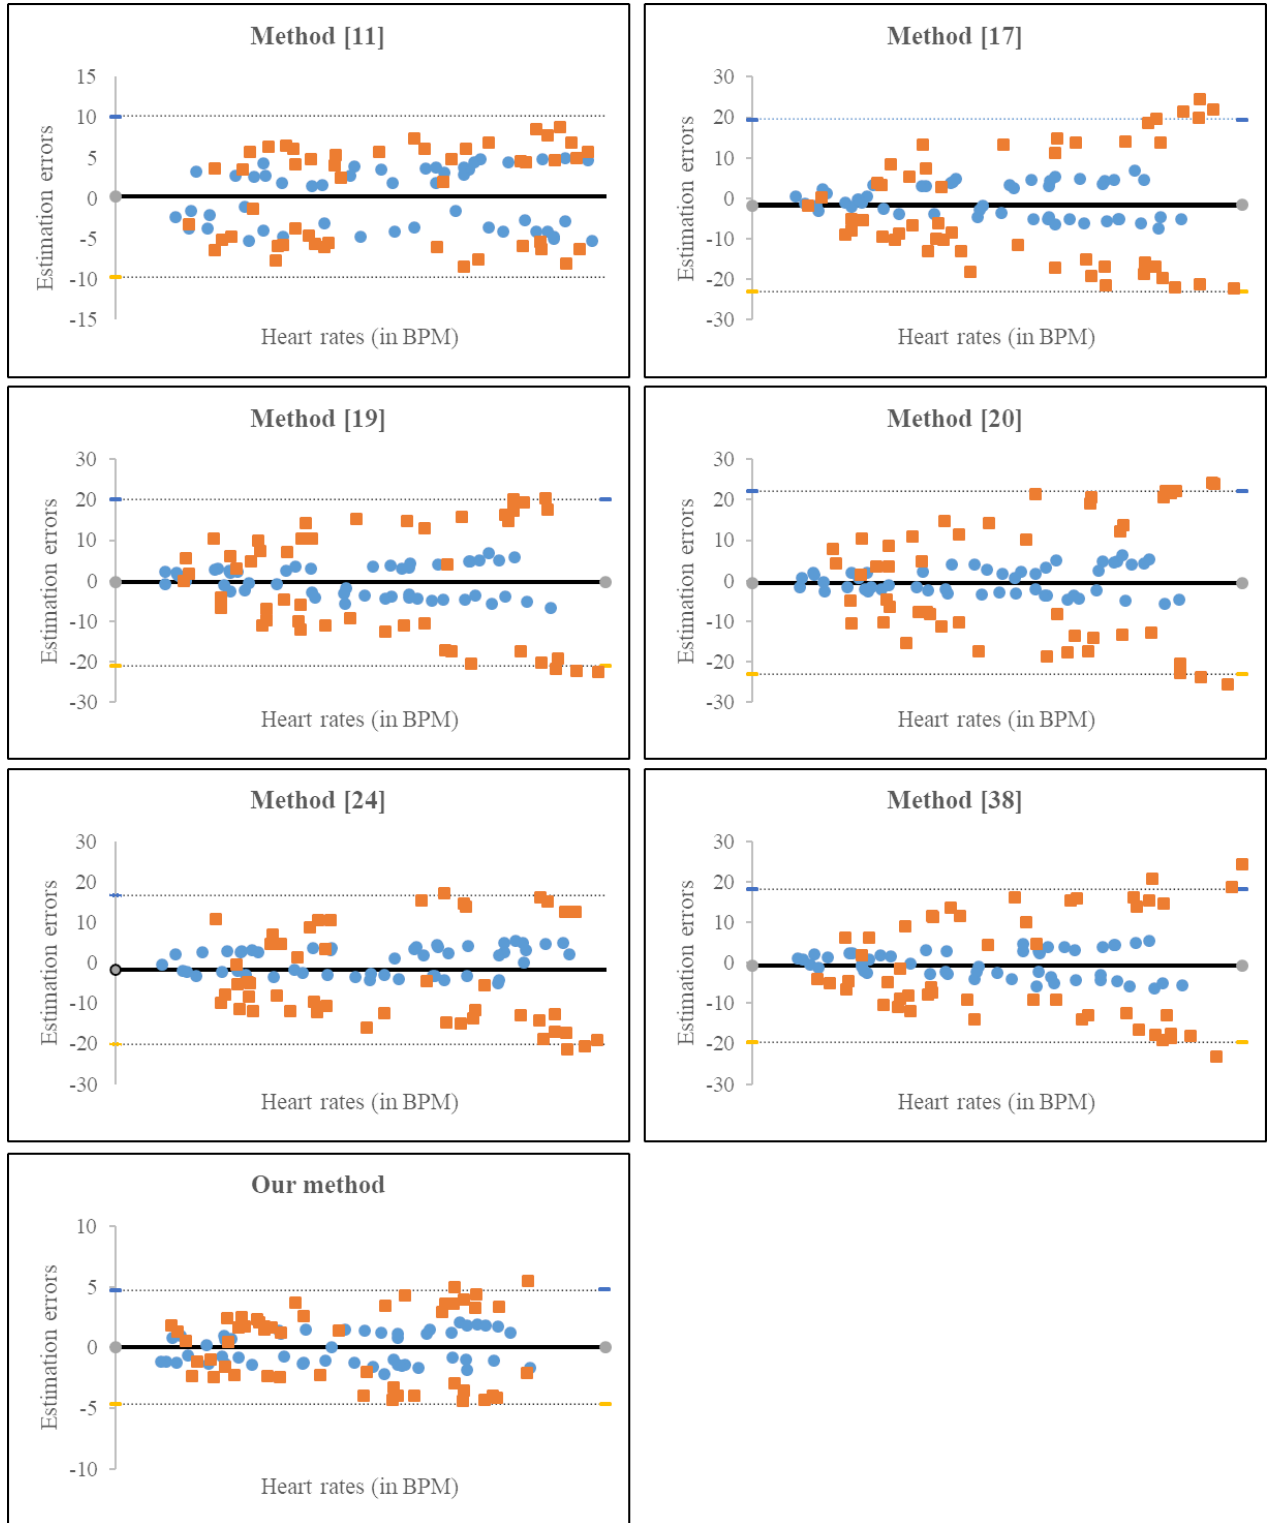 Method [11]
15
10
5
0
-5
-10
-15
Estimation errors
Heart rates (in BPM)
Method [17]
30
20
10
0
-10
-20
-30
Estimation errors
Heart rates (in BPM)
Method [19]
30
20
10
0
-10
-20
-30
Estimation errors
Heart rates (in BPM)
Method [20]
30
20
10
0
-10
-20
-30
Estimation errors
Heart rates (in BPM)
Method [24]
30
20
10
0
-10
-20
-30
Estimation errors
Heart rates (in BPM)
Method [38]
30
20
10
0
-10
-20
-30
Estimation errors
Heart rates (in BPM)
Our method
10
5
0
-5
-10
Estimation errors
Heart rates (in BPM)